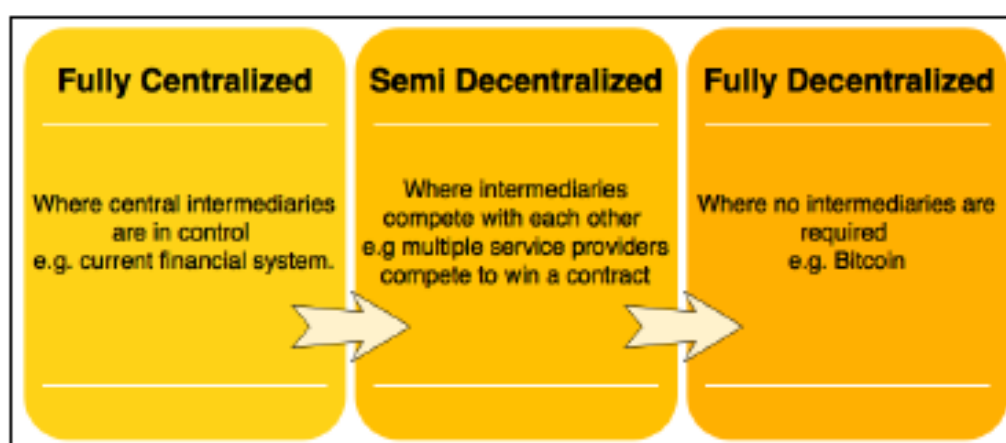 Fully Centralized
Where central intermediaries
are in control
e.g. current financial system.
Semi Decentralized
Where intermediaries
compete with each other
e.g multiple service providers
compete to win a contract
Fully Decentralized
Where no intermediaries are
required
e.g. Bitcoin